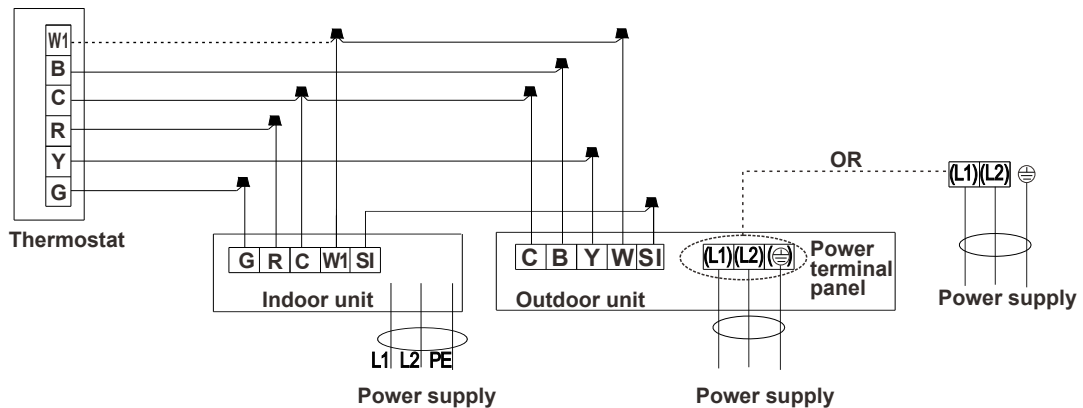 W1
B
C
R
Y
G
Thermostat
G R C W1 SI
Indoor unit
L1 L2 PE
Power supply
C B Y W SI
Outdoor unit
(L1) (L2) (⏚)
Power
terminal
panel
Power supply
OR
(L1) (L2) ⏚
Power supply